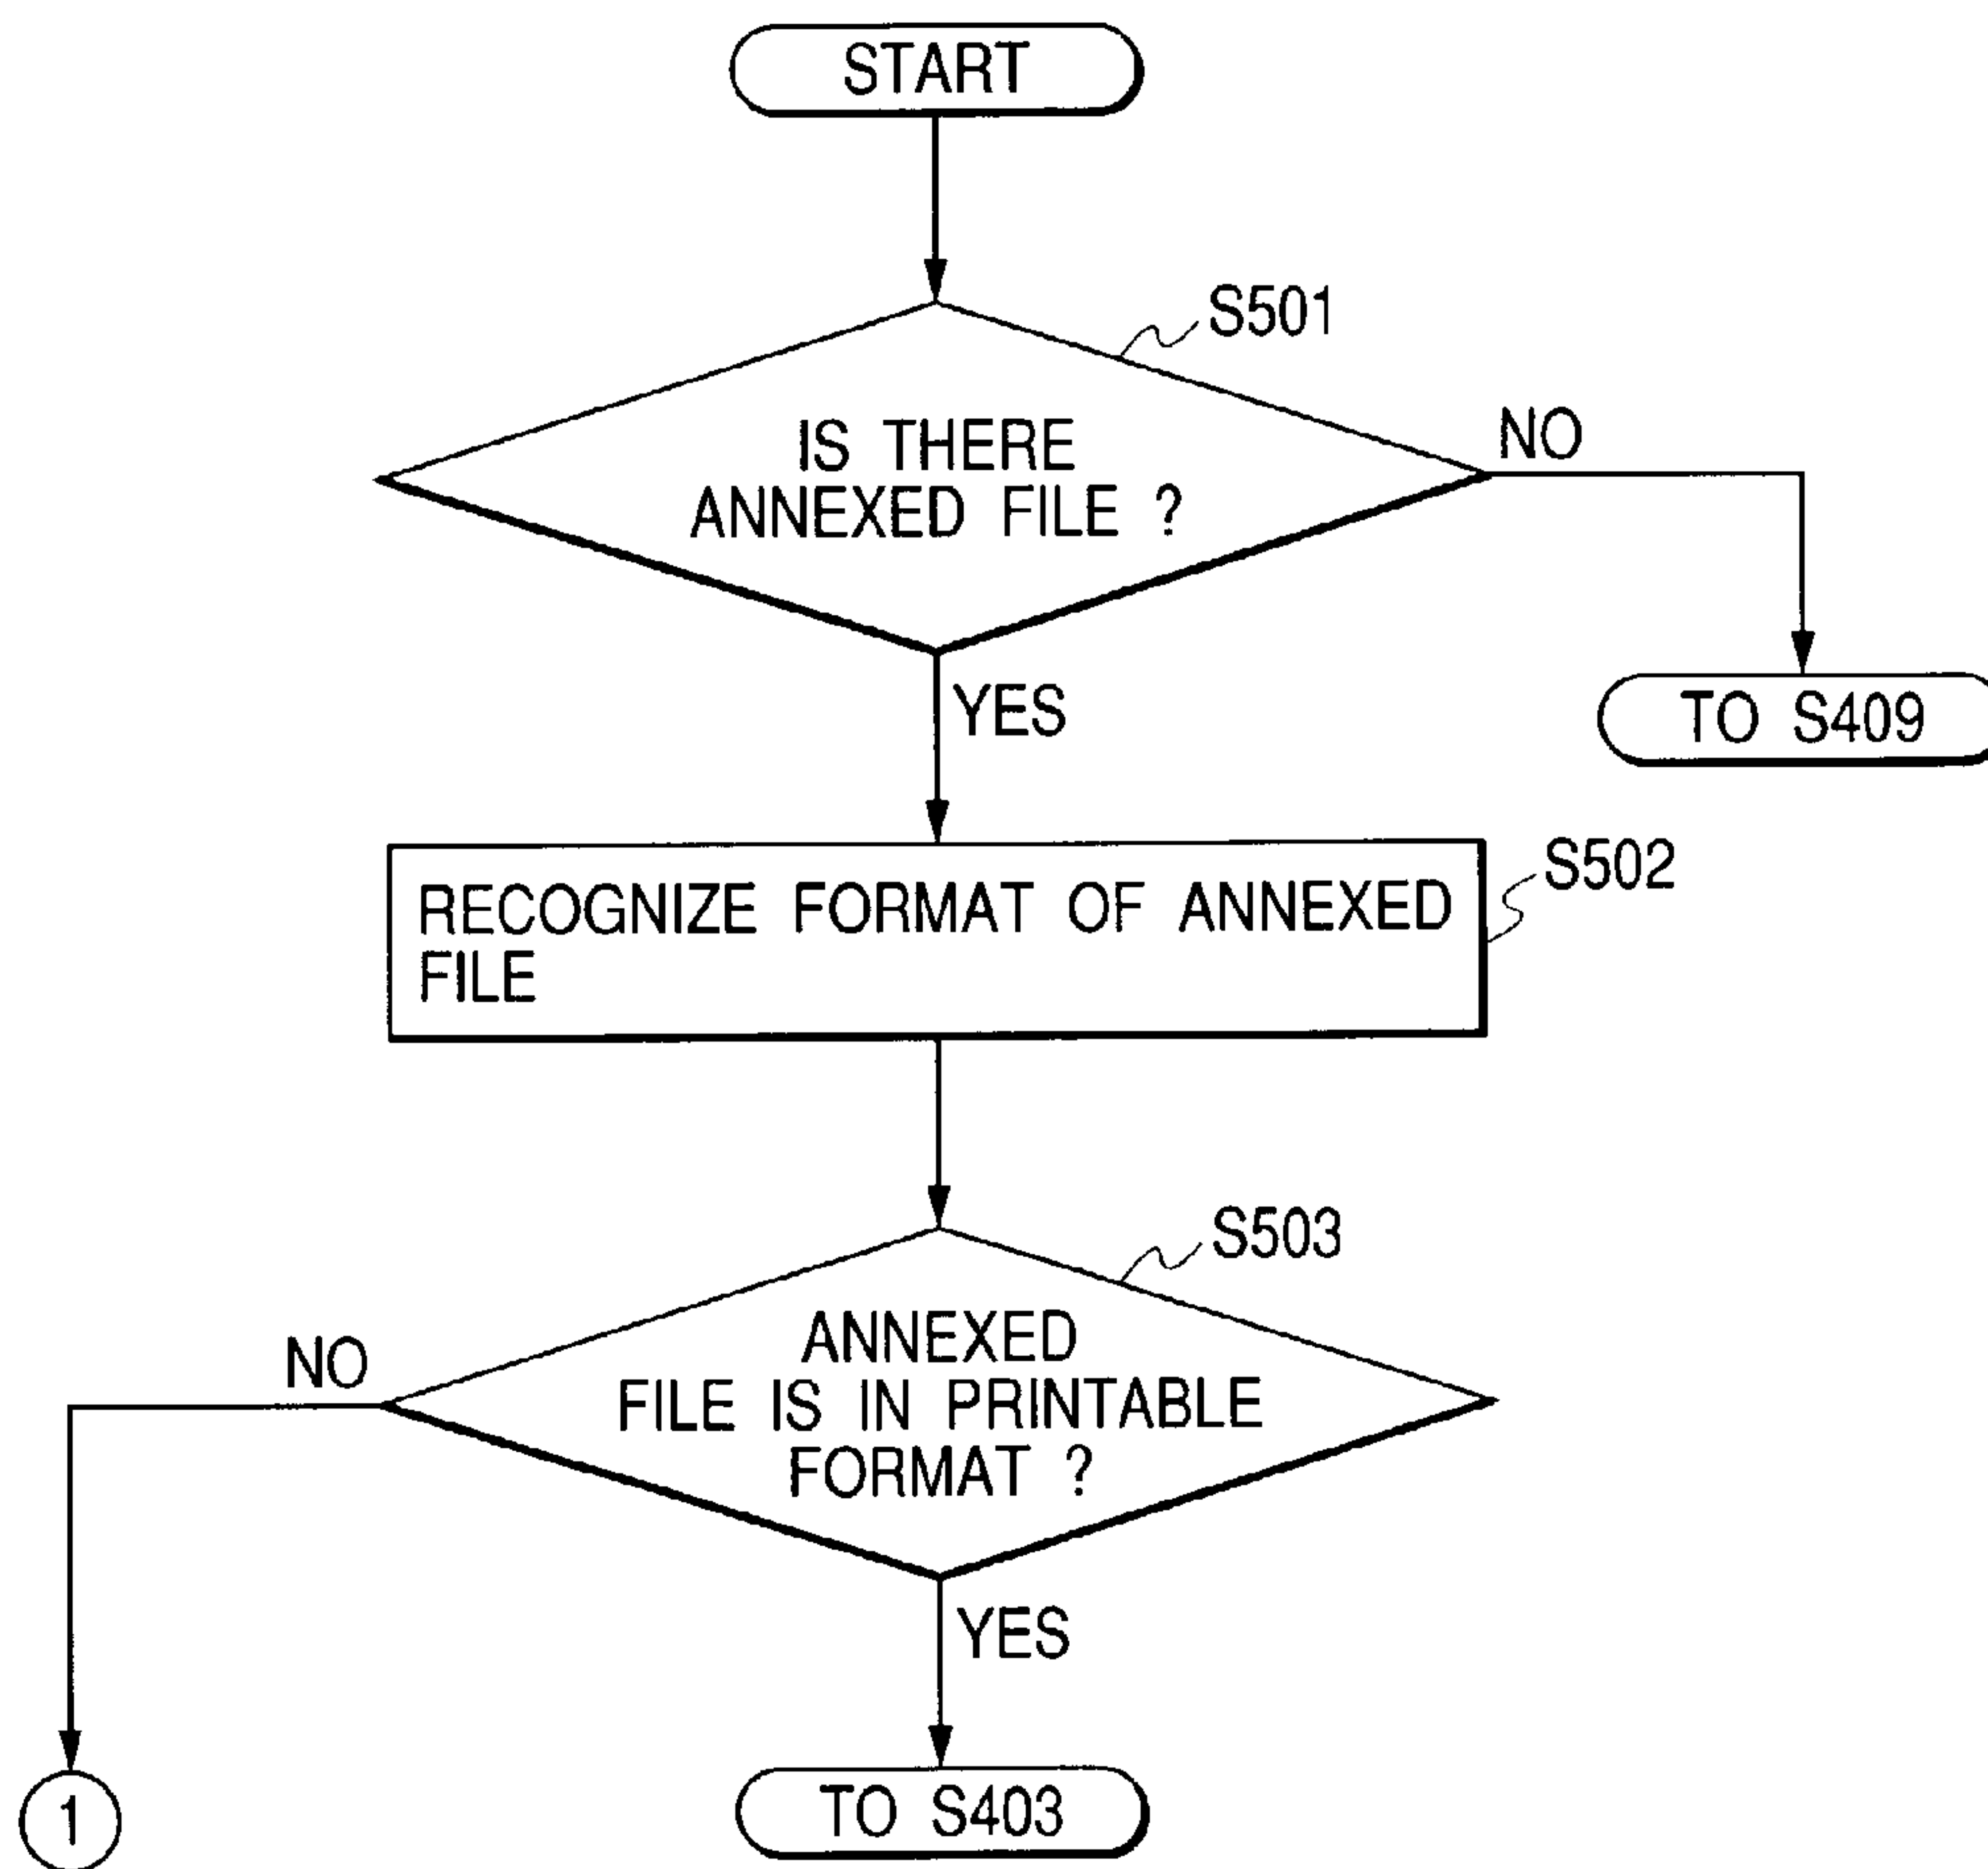 START
S501
IS THERE
ANNEXED FILE ?
NO
YES
TO S409
S502
RECOGNIZE FORMAT OF ANNEXED
FILE
S503
ANNEXED
FILE IS IN PRINTABLE
FORMAT ?
NO
YES
TO S403
1